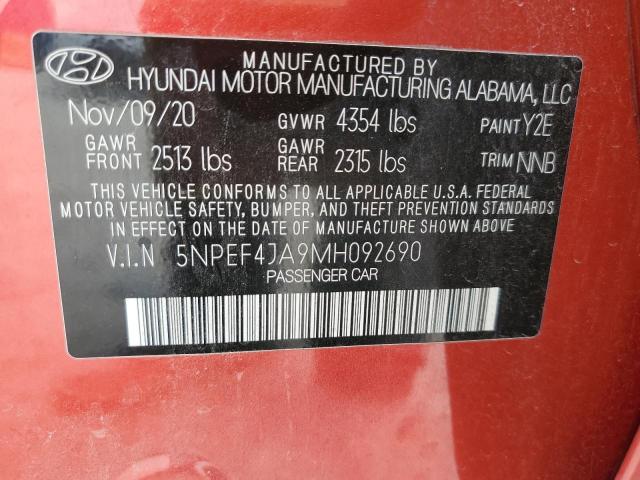 MANUFACTURED BY
HYUNDAI MOTOR MANUFACTURING ALABAMA, LLC
Nov/09/20 GVWR 4354 lbs PAINT Y2E
GAWR FRONT 2513 lbs GAWR REAR 2315 lbs TRIM NNB
THIS VEHICLE CONFORMS TO ALL APPLICABLE U.S.A. FEDERAL
MOTOR VEHICLE SAFETY, BUMPER, AND THEFT PREVENTION STANDARDS
IN EFFECT ON THE DATE OF MANUFACTURE SHOWN ABOVE.
V.I.N 5NPEF4JA9MH092690
PASSENGER CAR